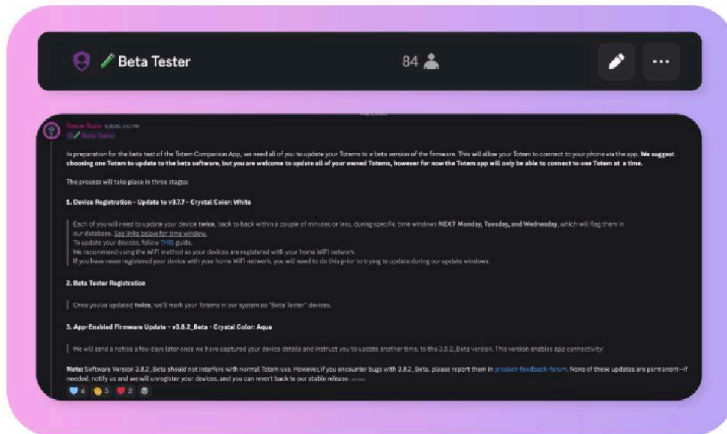 Beta Tester
84
Totem Team
Beta Tester
In preparation for the beta test of the Totem Companion App, we need all of you to update your Totems to a beta version of the firmware. This will allow your Totem to connect to your phone via the app. We suggest
choosing one Totem to update to the beta software, but you are welcome to update all of your owned Totems, however for now the Totem app will only be able to connect to one Totem at a time.
The process will take place in three stages:
1. Device Registration - Update to v3.7.7 - Crystal Color: White
Each of you will need to update your device twice, back to back within a couple of minutes or less, during specific time windows NEXT Monday, Tuesday, and Wednesday, which will flag them in
our database. See links below for time window.
To update your devices, follow THIS guide.
We recommend using the WiFi method so your devices are registered with your home WiFi network.
If you have never registered your device with your home WiFi network, you will need to do this prior to trying to update during our update windows.
2. Beta Tester Registration
Once you've updated twice, we'll mark your Totems in our system as "Beta Tester" devices.
3. App-Enabled Firmware Update - v3.8.2_Beta - Crystal Color: Aqua
We will send a notice a few days later once we have captured your device details and instruct you to update another time, to the 3.8.2_Beta version. This version enables app connectivity!
Note: Software Version 3.8.2_Beta should not interfere with normal Totem use. However, if you encounter bugs with 3.8.2_Beta, please report them in product-feedback-forum. None of these updates are permanent—if
needed, notify us and we will unregister your devices, and you can revert back to our stable release.
6 3 2